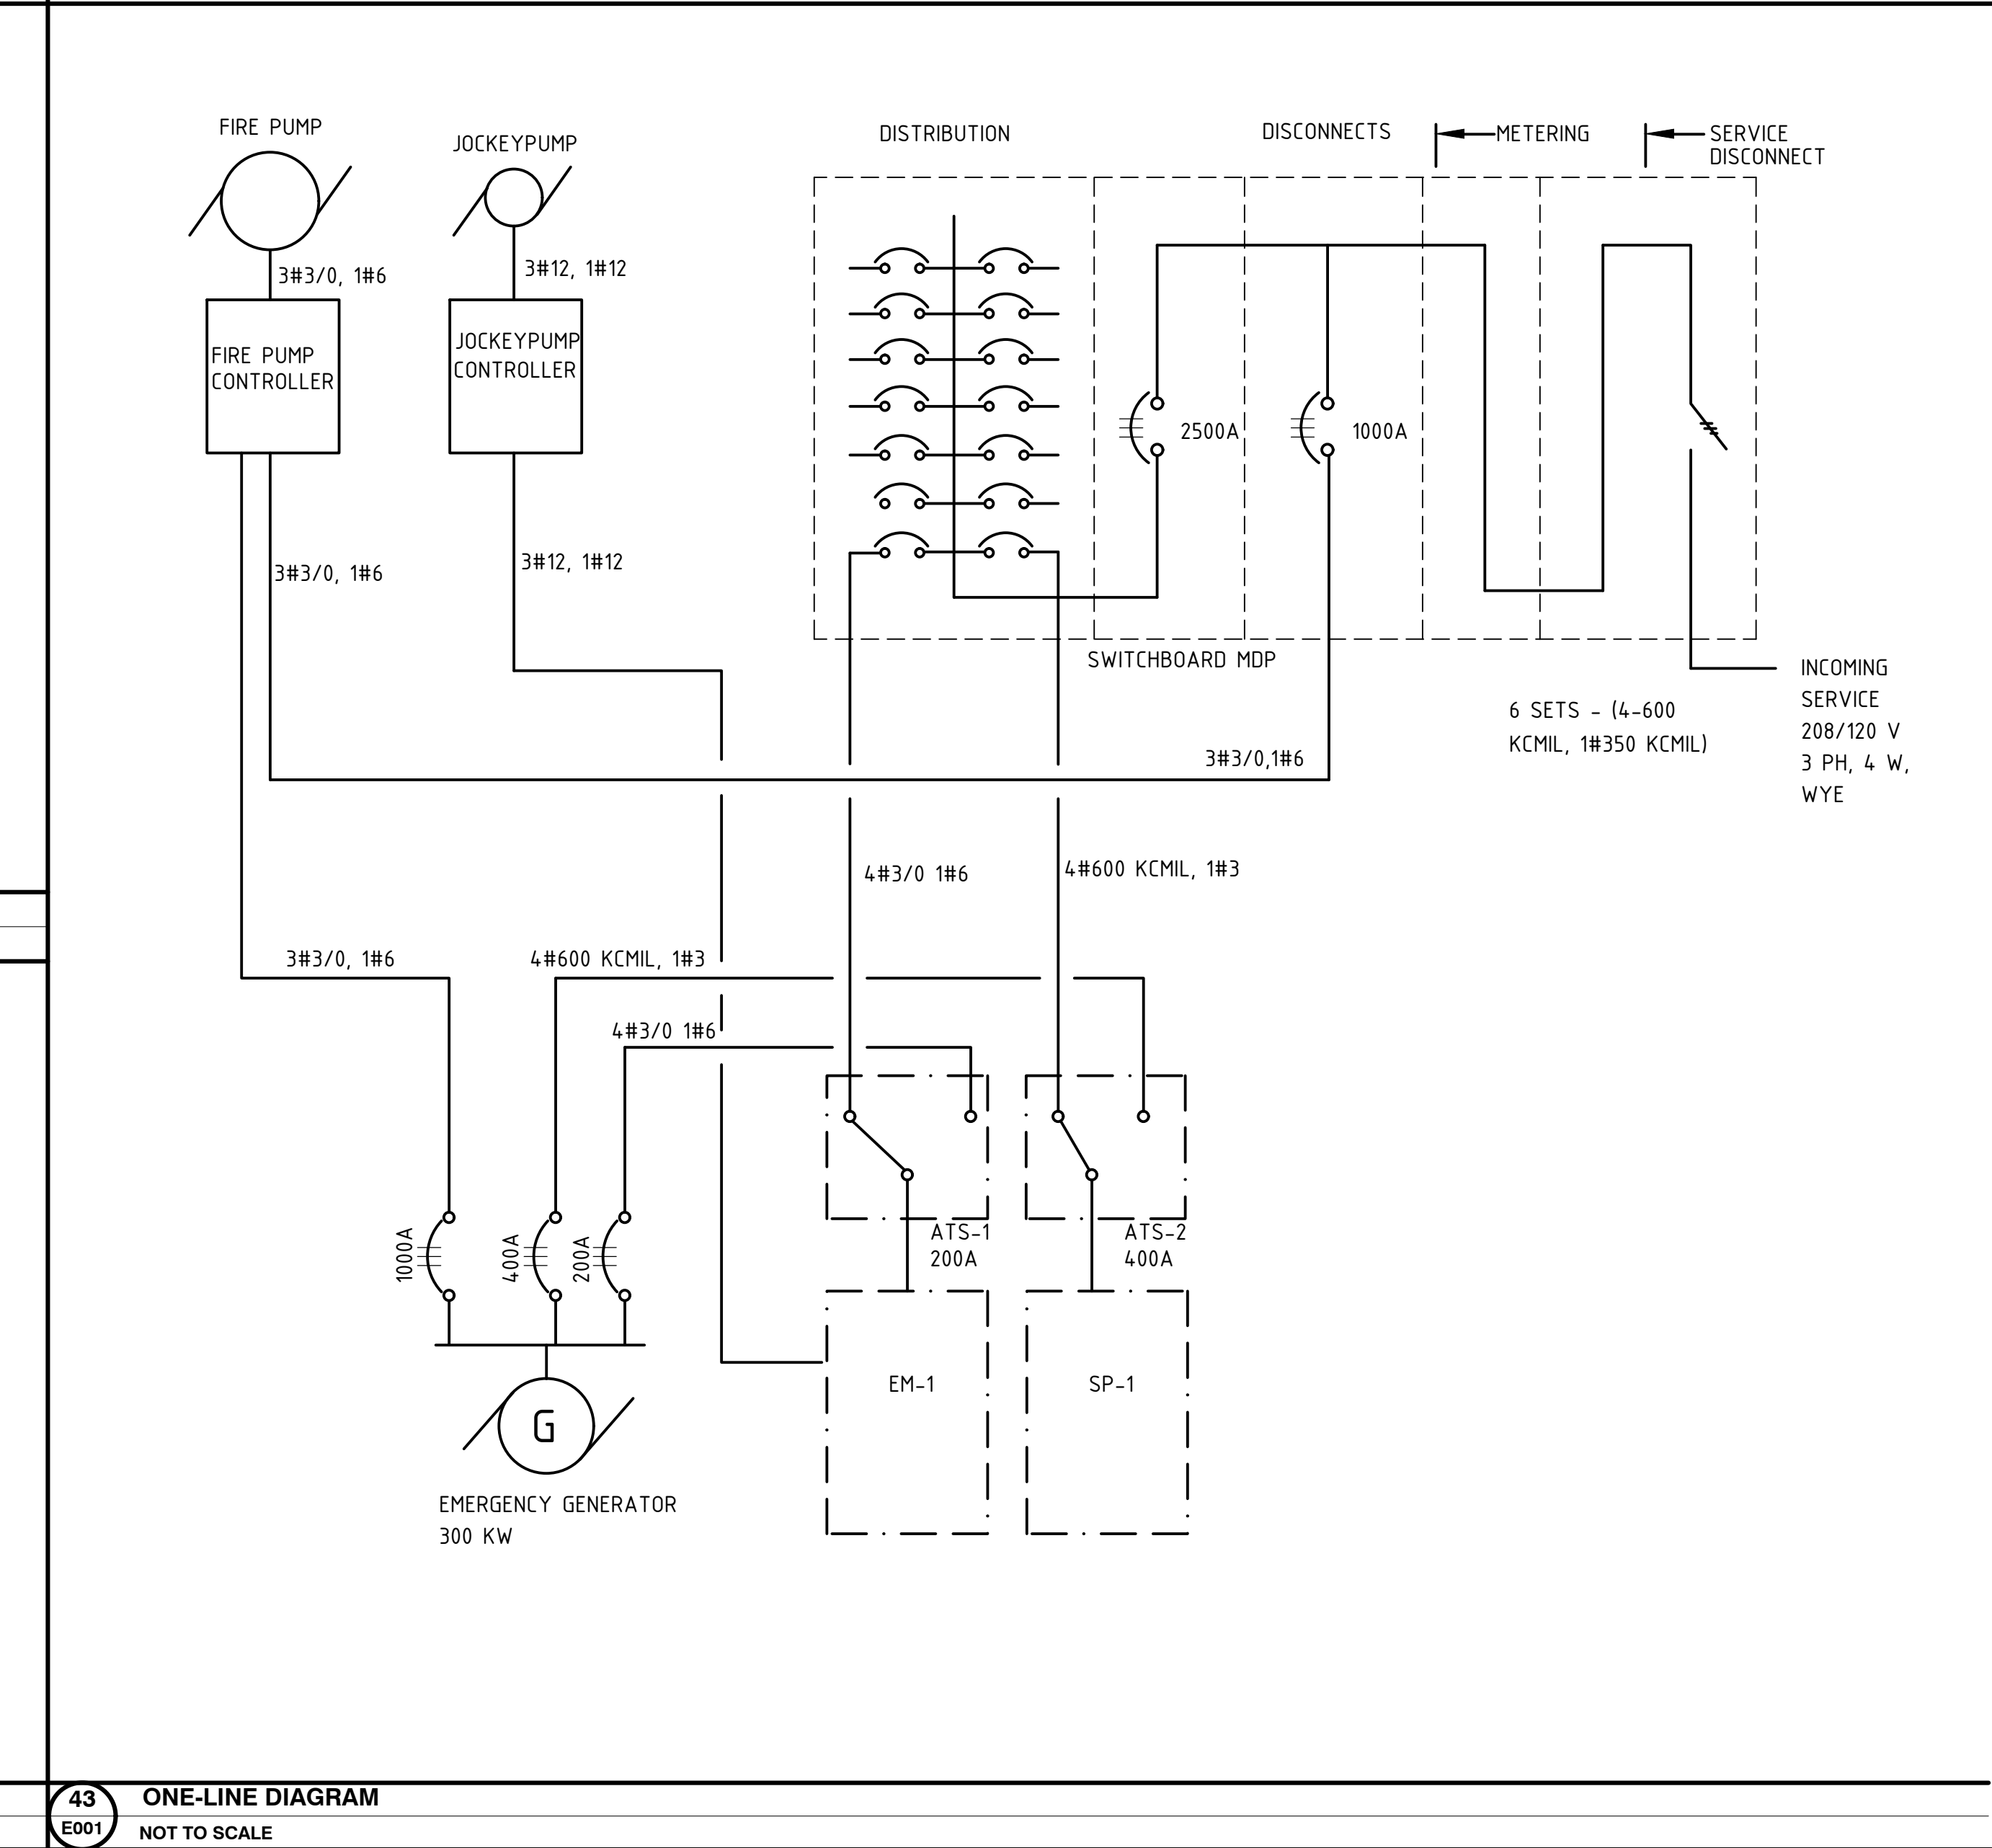 FIRE PUMP
JOCKEYPUMP
DISTRIBUTION
DISCONNECTS
METERING
SERVICE
DISCONNECT
3#3/0, 1#6
3#12, 1#12
FIRE PUMP
CONTROLLER
JOCKEYPUMP
CONTROLLER
2500A
1000A
3#3/0, 1#6
3#12, 1#12
SWITCHBOARD MDP
6 SETS - (4-600
KCMIL, 1#350 KCMIL)
INCOMING
SERVICE
208/120 V
3 PH, 4 W,
WYE
3#3/0,1#6
4#3/0 1#6
4#600 KCMIL, 1#3
3#3/0, 1#6
4#600 KCMIL, 1#3
4#3/0 1#6
1000A
400A
200A
ATS-1
200A
ATS-2
400A
EM-1
SP-1
G
EMERGENCY GENERATOR
300 KW
43
E001
ONE-LINE DIAGRAM
NOT TO SCALE